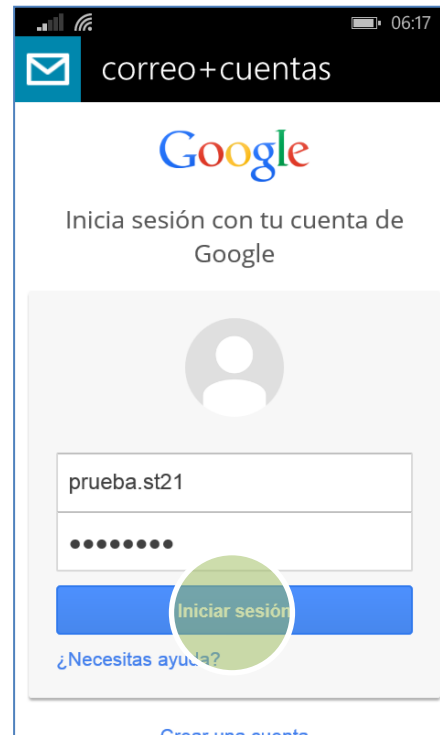 06:17
correo+cuentas
Google
Inicia sesión con tu cuenta de
Google
prueba.st21
••••••••
Iniciar sesión
¿Necesitas ayuda?
Crear una cuenta